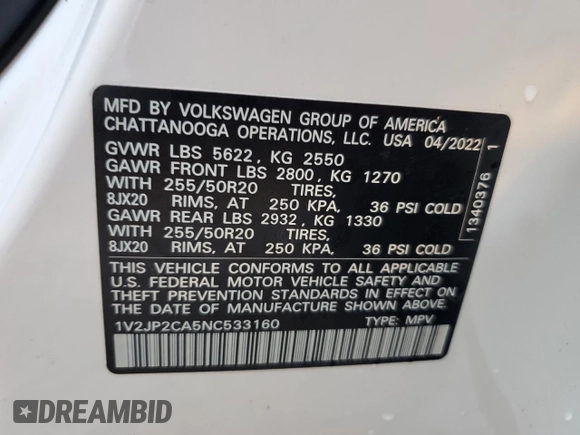 MFD BY VOLKSWAGEN GROUP OF AMERICA
CHATTANOOGA OPERATIONS, LLC. USA 04/2022
GVWR LBS 5622, KG 2550
GAWR FRONT LBS 2800, KG 1270
WITH 255/50R20 TIRES,
8JX20 RIMS, AT 250 KPA, 36 PSI COLD
GAWR REAR LBS 2932, KG 1330
WITH 255/50R20 TIRES,
8JX20 RIMS, AT 250 KPA, 36 PSI COLD
THIS VEHICLE CONFORMS TO ALL APPLICABLE
U.S. FEDERAL MOTOR VEHICLE SAFETY STANDARDS
IN EFFECT ON THE DATE OF MANUFACTURE SHOWN ABOVE.
1V2JP2CA5NC533160 TYPE: MPV
1340376 1
DREAMBID